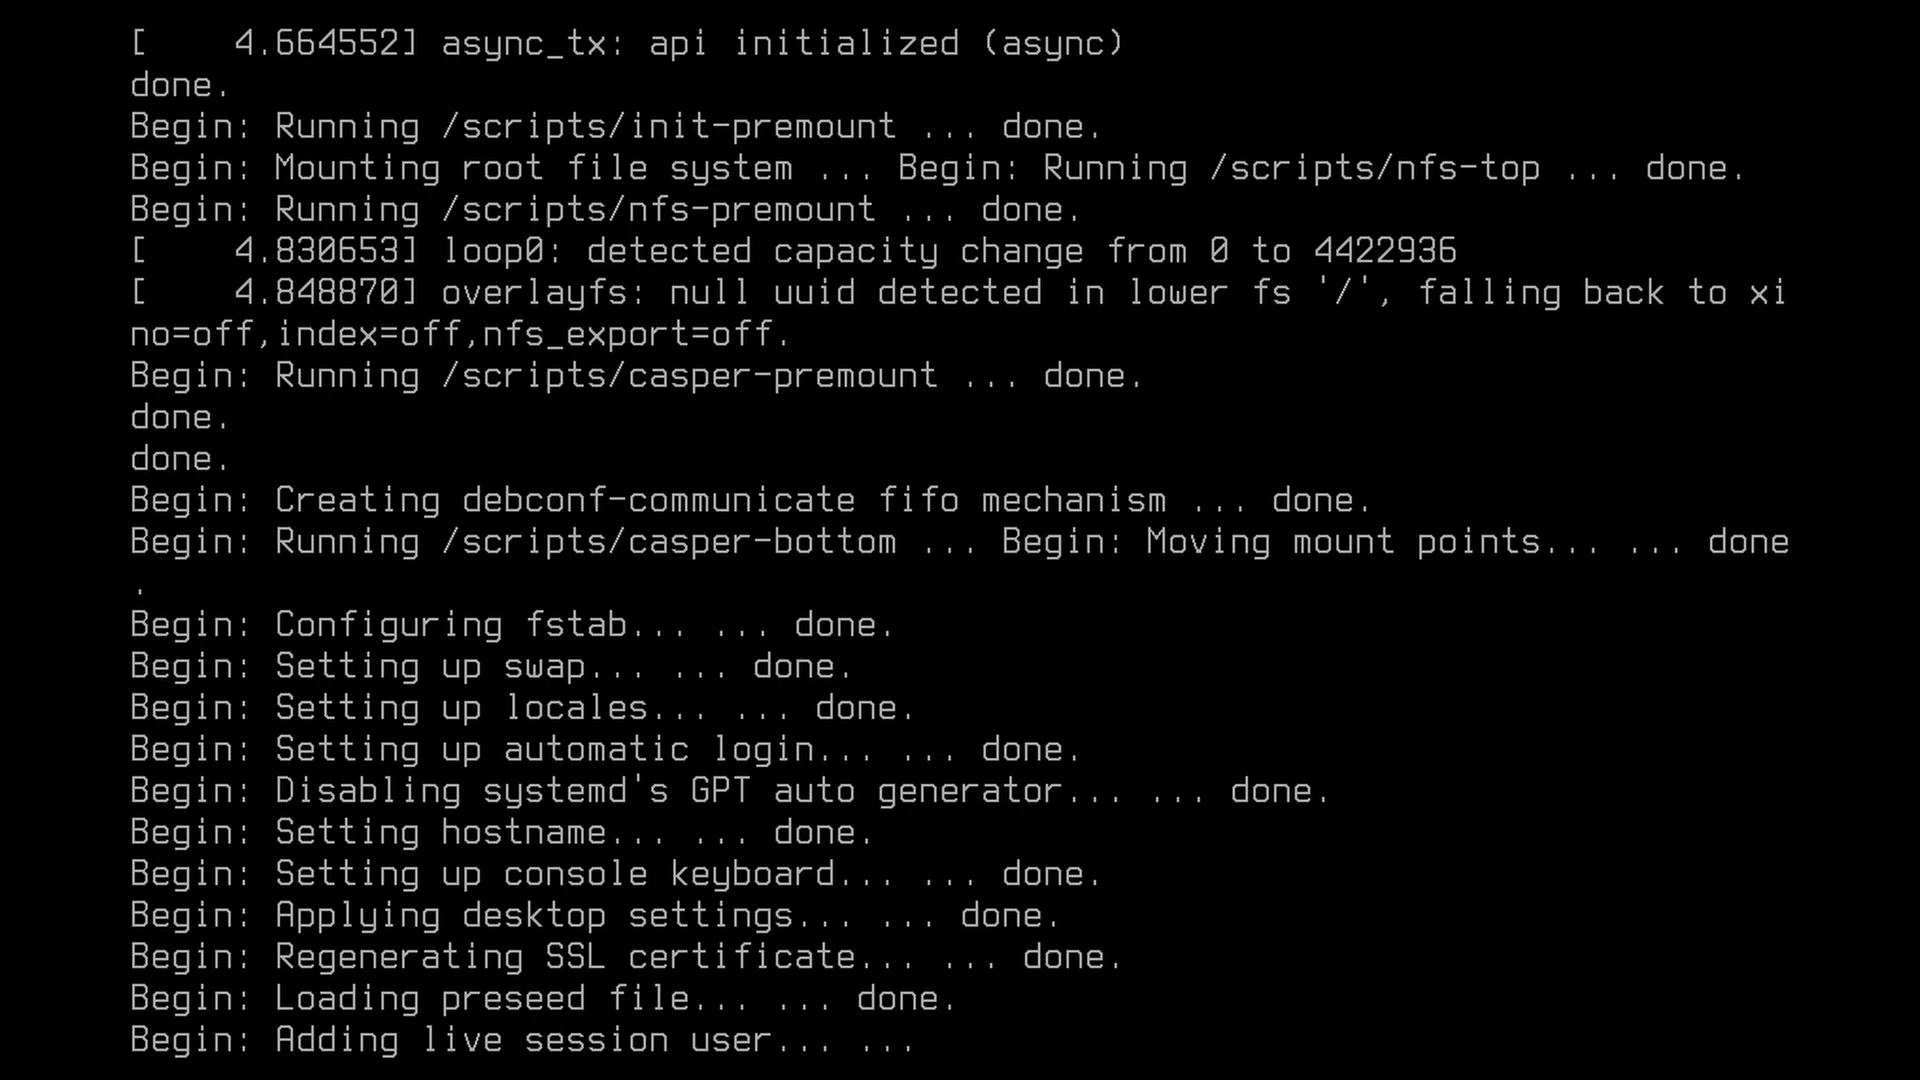 [    4.664552] async_tx: api initialized (async)
done.
Begin: Running /scripts/init-premount ... done.
Begin: Mounting root file system ... Begin: Running /scripts/nfs-top ... done.
Begin: Running /scripts/nfs-premount ... done.
[    4.830653] loop0: detected capacity change from 0 to 4422936
[    4.848870] overlayfs: null uuid detected in lower fs '/', falling back to xi
no=off,index=off,nfs_export=off.
Begin: Running /scripts/casper-premount ... done.
done.
done.
Begin: Creating debconf-communicate fifo mechanism ... done.
Begin: Running /scripts/casper-bottom ... Begin: Moving mount points... ... done
.
Begin: Configuring fstab... ... done.
Begin: Setting up swap... ... done.
Begin: Setting up locales... ... done.
Begin: Setting up automatic login... ... done.
Begin: Disabling systemd's GPT auto generator... ... done.
Begin: Setting hostname... ... done.
Begin: Setting up console keyboard... ... done.
Begin: Applying desktop settings... ... done.
Begin: Regenerating SSL certificate... ... done.
Begin: Loading preseed file... ... done.
Begin: Adding live session user... ...